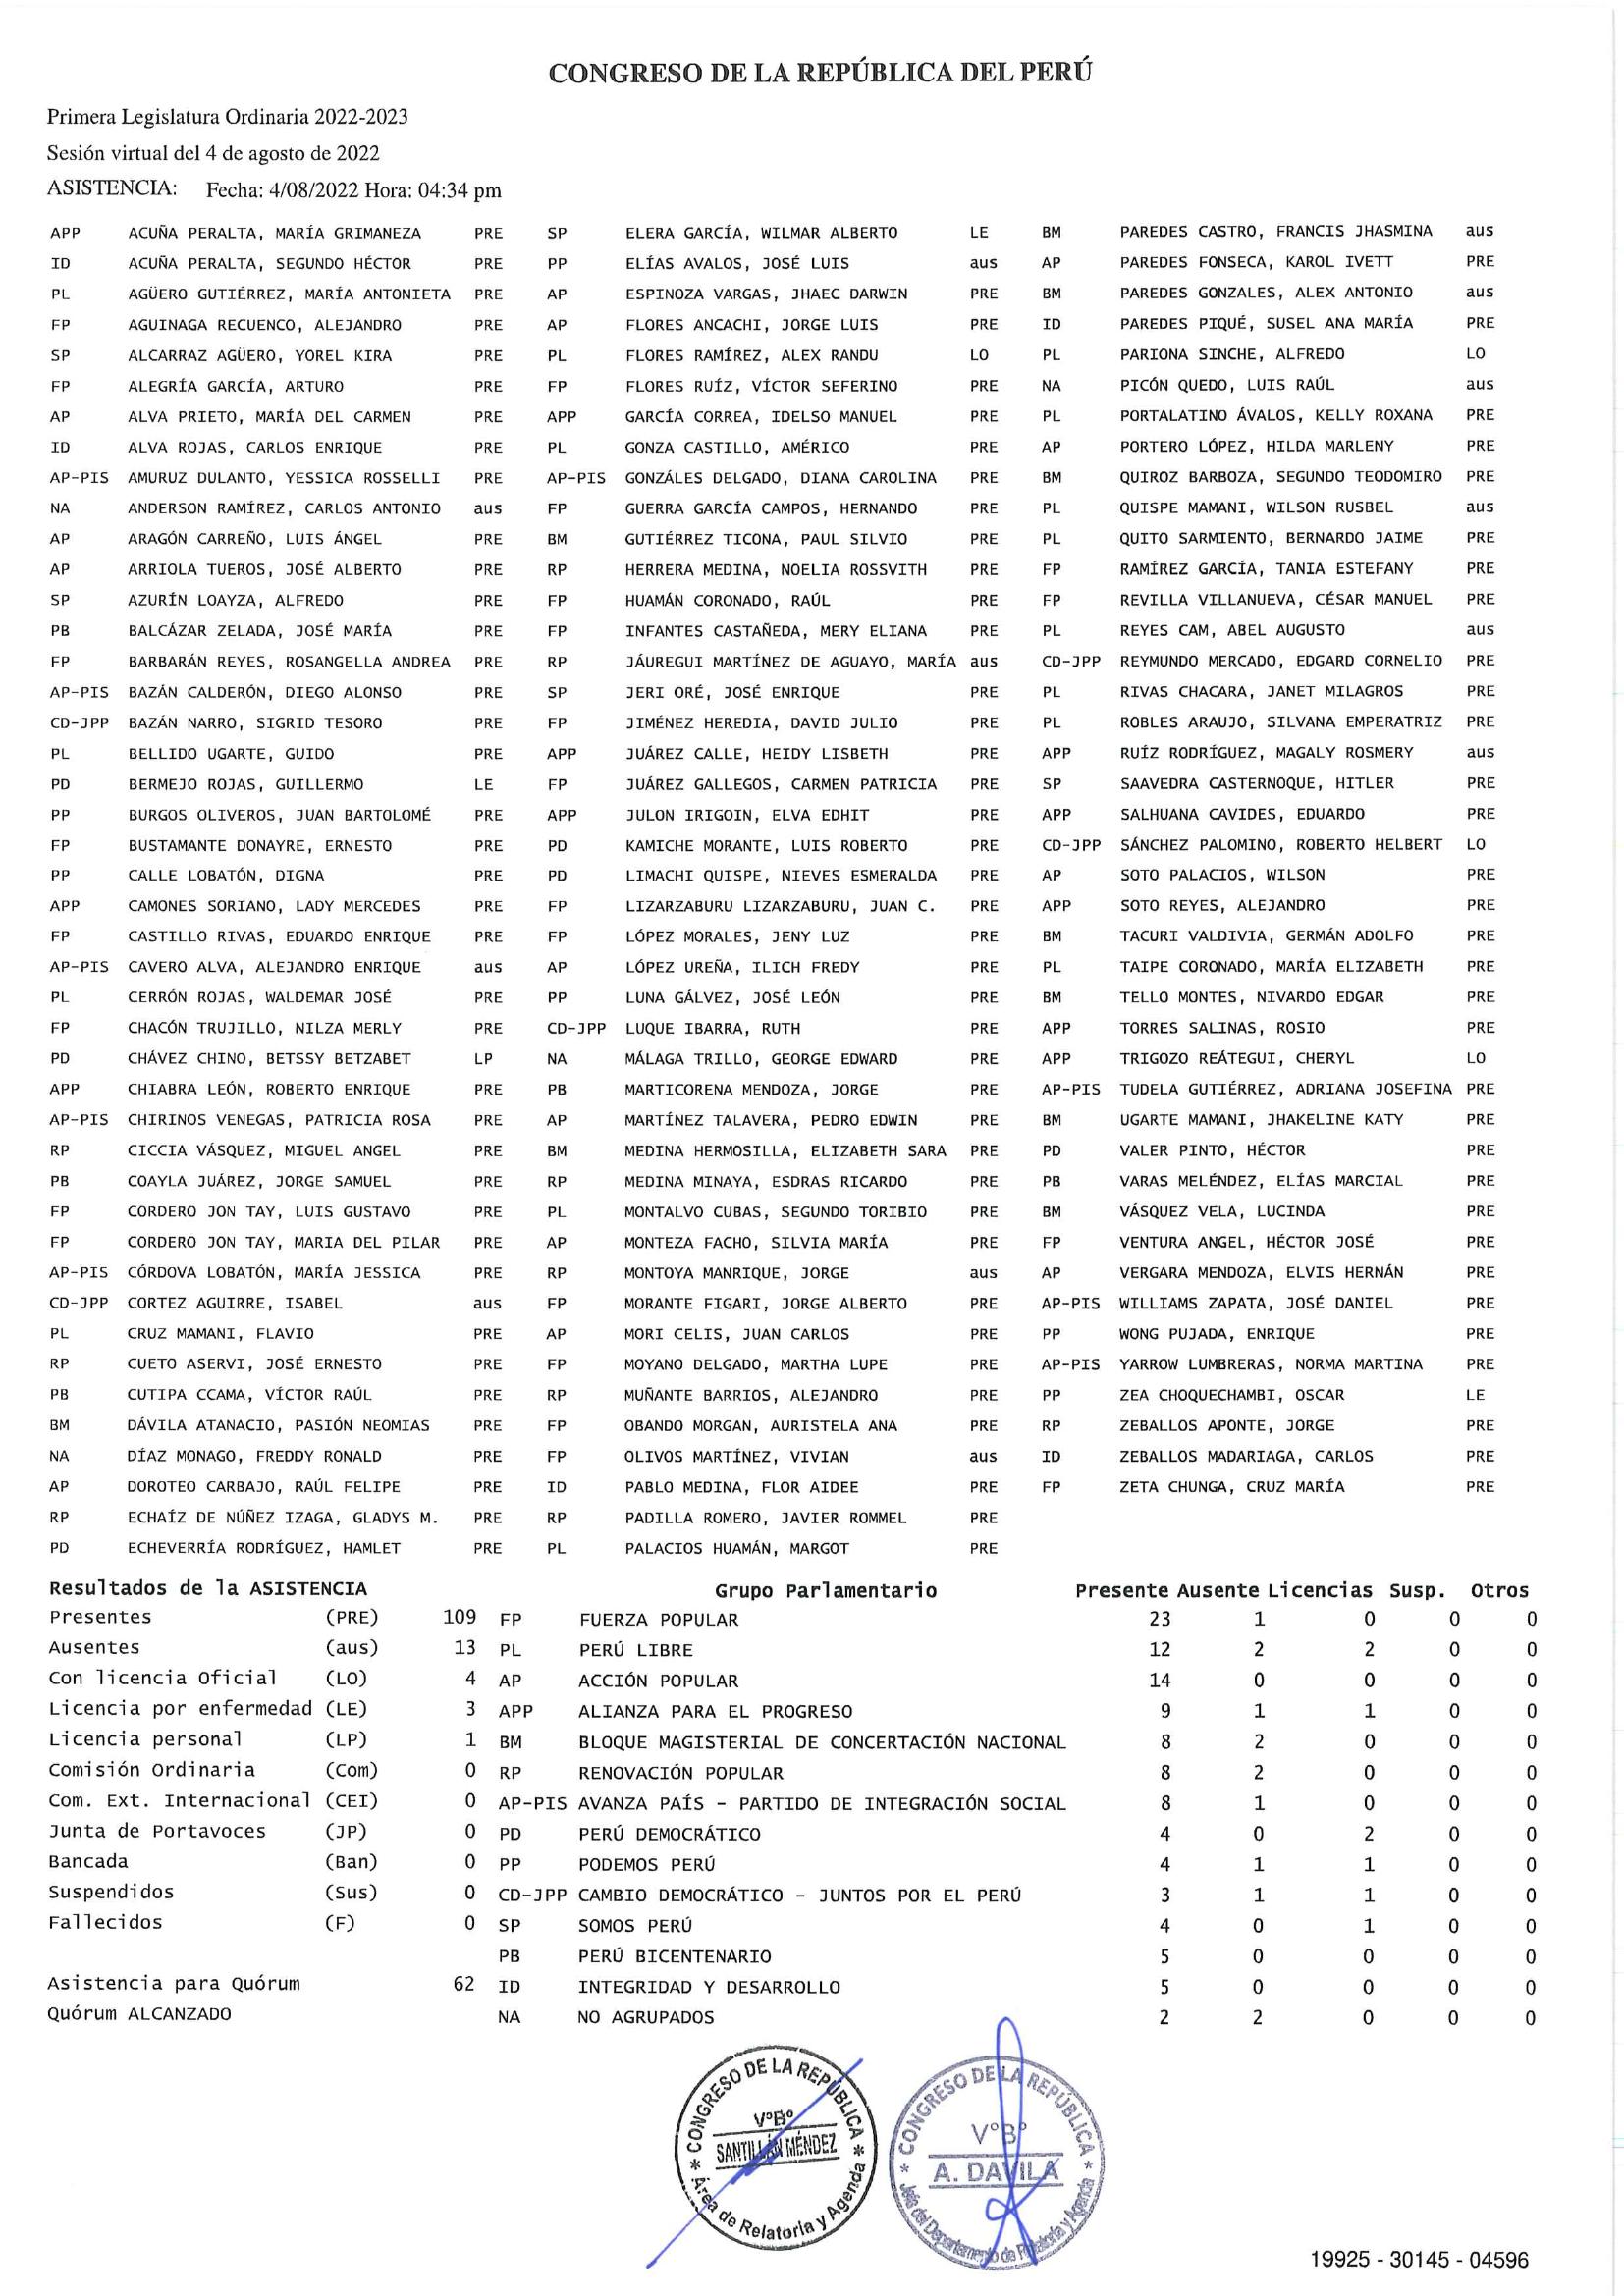 CONGRESO DE LA REPÚBLICA DEL PERÚ
Primera Legislatura Ordinaria 2022-2023
Sesión virtual del 4 de agosto de 2022
ASISTENCIA: Fecha: 4/08/2022 Hora: 04:34 pm
APP ACUÑA PERALTA, MARÍA GRIMANEZA PRE SP ELERA GARCÍA, WILMAR ALBERTO LE BM PAREDES CASTRO, FRANCIS JHASMINA aus
ID ACUÑA PERALTA, SEGUNDO HÉCTOR PRE PP ELÍAS AVALOS, JOSÉ LUIS aus AP PAREDES FONSECA, KAROL IVETT PRE
PL AGÜERO GUTIÉRREZ, MARÍA ANTONIETA PRE AP ESPINOZA VARGAS, JHAEC DARWIN PRE BM PAREDES GONZALES, ALEX ANTONIO aus
FP AGUINAGA RECUENCO, ALEJANDRO PRE AP FLORES ANCACHI, JORGE LUIS PRE ID PAREDES PIQUÉ, SUSEL ANA MARÍA PRE
SP ALCARRAZ AGÜERO, YOREL KIRA PRE PL FLORES RAMÍREZ, ALEX RANDU LO PL PARIONA SINCHE, ALFREDO LO
FP ALEGRÍA GARCÍA, ARTURO PRE FP FLORES RUÍZ, VÍCTOR SEFERINO PRE NA PICÓN QUEDO, LUIS RAÚL aus
AP ALVA PRIETO, MARÍA DEL CARMEN PRE APP GARCÍA CORREA, IDELSO MANUEL PRE PL PORTALATINO ÁVALOS, KELLY ROXANA PRE
ID ALVA ROJAS, CARLOS ENRIQUE PRE PL GONZA CASTILLO, AMÉRICO PRE AP PORTERO LÓPEZ, HILDA MARLENY PRE
AP-PIS AMURUZ DULANTO, YESSICA ROSSELLI PRE AP-PIS GONZÁLES DELGADO, DIANA CAROLINA PRE BM QUIROZ BARBOZA, SEGUNDO TEODOMIRO PRE
NA ANDERSON RAMÍREZ, CARLOS ANTONIO aus FP GUERRA GARCÍA CAMPOS, HERNANDO PRE PL QUISPE MAMANI, WILSON RUSBEL aus
AP ARAGÓN CARREÑO, LUIS ÁNGEL PRE BM GUTIÉRREZ TICONA, PAUL SILVIO PRE PL QUITO SARMIENTO, BERNARDO JAIME PRE
AP ARRIOLA TUEROS, JOSÉ ALBERTO PRE RP HERRERA MEDINA, NOELIA ROSSVITH PRE FP RAMÍREZ GARCÍA, TANIA ESTEFANY PRE
SP AZURÍN LOAYZA, ALFREDO PRE FP HUAMÁN CORONADO, RAÚL PRE FP REVILLA VILLANUEVA, CÉSAR MANUEL PRE
PB BALCÁZAR ZELADA, JOSÉ MARÍA PRE FP INFANTES CASTAÑEDA, MERY ELIANA PRE PL REYES CAM, ABEL AUGUSTO aus
FP BARBARÁN REYES, ROSANGELLA ANDREA PRE RP JÁUREGUI MARTÍNEZ DE AGUAYO, MARÍA aus CD-JPP REYMUNDO MERCADO, EDGARD CORNELIO PRE
AP-PIS BAZÁN CALDERÓN, DIEGO ALONSO PRE SP JERI ORÉ, JOSÉ ENRIQUE PRE PL RIVAS CHACARA, JANET MILAGROS PRE
CD-JPP BAZÁN NARRO, SIGRID TESORO PRE FP JIMÉNEZ HEREDIA, DAVID JULIO PRE PL ROBLES ARAUJO, SILVANA EMPERATRIZ PRE
PL BELLIDO UGARTE, GUIDO PRE APP JUÁREZ CALLE, HEIDY LISBETH PRE APP RUÍZ RODRÍGUEZ, MAGALY ROSMERY aus
PD BERMEJO ROJAS, GUILLERMO LE FP JUÁREZ GALLEGOS, CARMEN PATRICIA PRE SP SAAVEDRA CASTERNOQUE, HITLER PRE
PP BURGOS OLIVEROS, JUAN BARTOLOMÉ PRE APP JULON IRIGOIN, ELVA EDHIT PRE APP SALHUANA CAVIDES, EDUARDO PRE
FP BUSTAMANTE DONAYRE, ERNESTO PRE PD KAMICHE MORANTE, LUIS ROBERTO PRE CD-JPP SÁNCHEZ PALOMINO, ROBERTO HELBERT LO
PP CALLE LOBATÓN, DIGNA PRE PD LIMACHI QUISPE, NIEVES ESMERALDA PRE AP SOTO PALACIOS, WILSON PRE
APP CAMONES SORIANO, LADY MERCEDES PRE FP LIZARZABURU LIZARZABURU, JUAN C. PRE APP SOTO REYES, ALEJANDRO PRE
FP CASTILLO RIVAS, EDUARDO ENRIQUE PRE FP LÓPEZ MORALES, JENY LUZ PRE BM TACURI VALDIVIA, GERMÁN ADOLFO PRE
AP-PIS CAVERO ALVA, ALEJANDRO ENRIQUE aus AP LÓPEZ UREÑA, ILICH FREDY PRE PL TAIPE CORONADO, MARÍA ELIZABETH PRE
PL CERRÓN ROJAS, WALDEMAR JOSÉ PRE PP LUNA GÁLVEZ, JOSÉ LEÓN PRE BM TELLO MONTES, NIVARDO EDGAR PRE
FP CHACÓN TRUJILLO, NILZA MERLY PRE CD-JPP LUQUE IBARRA, RUTH PRE APP TORRES SALINAS, ROSIO PRE
PD CHÁVEZ CHINO, BETSSY BETZABET LP NA MÁLAGA TRILLO, GEORGE EDWARD PRE APP TRIGOZO REÁTEGUI, CHERYL LO
APP CHIABRA LEÓN, ROBERTO ENRIQUE PRE PB MARTICORENA MENDOZA, JORGE PRE AP-PIS TUDELA GUTIÉRREZ, ADRIANA JOSEFINA PRE
AP-PIS CHIRINOS VENEGAS, PATRICIA ROSA PRE AP MARTÍNEZ TALAVERA, PEDRO EDWIN PRE BM UGARTE MAMANI, JHAKELINE KATY PRE
RP CICCIA VÁSQUEZ, MIGUEL ANGEL PRE BM MEDINA HERMOSILLA, ELIZABETH SARA PRE PD VALER PINTO, HÉCTOR PRE
PB COAYLA JUÁREZ, JORGE SAMUEL PRE RP MEDINA MINAYA, ESDRAS RICARDO PRE PB VARAS MELÉNDEZ, ELÍAS MARCIAL PRE
FP CORDERO JON TAY, LUIS GUSTAVO PRE PL MONTALVO CUBAS, SEGUNDO TORIBIO PRE BM VÁSQUEZ VELA, LUCINDA PRE
FP CORDERO JON TAY, MARIA DEL PILAR PRE AP MONTEZA FACHO, SILVIA MARÍA PRE FP VENTURA ANGEL, HÉCTOR JOSÉ PRE
AP-PIS CÓRDOVA LOBATÓN, MARÍA JESSICA PRE RP MONTOYA MANRIQUE, JORGE aus AP VERGARA MENDOZA, ELVIS HERNÁN PRE
CD-JPP CORTEZ AGUIRRE, ISABEL aus FP MORANTE FIGARI, JORGE ALBERTO PRE AP-PIS WILLIAMS ZAPATA, JOSÉ DANIEL PRE
PL CRUZ MAMANI, FLAVIO PRE AP MORI CELIS, JUAN CARLOS PRE PP WONG PUJADA, ENRIQUE PRE
RP CUETO ASERVI, JOSÉ ERNESTO PRE FP MOYANO DELGADO, MARTHA LUPE PRE AP-PIS YARROW LUMBRERAS, NORMA MARTINA PRE
PB CUTIPA CCAMA, VÍCTOR RAÚL PRE RP MUÑANTE BARRIOS, ALEJANDRO PRE PP ZEA CHOQUECHAMBI, OSCAR LE
BM DÁVILA ATANACIO, PASIÓN NEOMIAS PRE FP OBANDO MORGAN, AURISTELA ANA PRE RP ZEBALLOS APONTE, JORGE PRE
NA DÍAZ MONAGO, FREDDY RONALD PRE FP OLIVOS MARTÍNEZ, VIVIAN aus ID ZEBALLOS MADARIAGA, CARLOS PRE
AP DOROTEO CARBAJO, RAÚL FELIPE PRE ID PABLO MEDINA, FLOR AIDEE PRE FP ZETA CHUNGA, CRUZ MARÍA PRE
RP ECHAÍZ DE NÚÑEZ IZAGA, GLADYS M. PRE RP PADILLA ROMERO, JAVIER ROMMEL PRE
PD ECHEVERRÍA RODRÍGUEZ, HAMLET PRE PL PALACIOS HUAMÁN, MARGOT PRE
Resultados de la ASISTENCIA Grupo Parlamentario Presente Ausente Licencias Susp. Otros
Presentes (PRE) 109 FP FUERZA POPULAR 23 1 0 0 0
Ausentes (aus) 13 PL PERÚ LIBRE 12 2 2 0 0
Con licencia Oficial (LO) 4 AP ACCIÓN POPULAR 14 0 0 0 0
Licencia por enfermedad (LE) 3 APP ALIANZA PARA EL PROGRESO 9 1 1 0 0
Licencia personal (LP) 1 BM BLOQUE MAGISTERIAL DE CONCERTACIÓN NACIONAL 8 2 0 0 0
Comisión Ordinaria (Com) 0 RP RENOVACIÓN POPULAR 8 2 0 0 0
Com. Ext. Internacional (CEI) 0 AP-PIS AVANZA PAÍS - PARTIDO DE INTEGRACIÓN SOCIAL 8 1 0 0 0
Junta de Portavoces (JP) 0 PD PERÚ DEMOCRÁTICO 4 0 2 0 0
Bancada (Ban) 0 PP PODEMOS PERÚ 4 1 1 0 0
Suspendidos (Sus) 0 CD-JPP CAMBIO DEMOCRÁTICO - JUNTOS POR EL PERÚ 3 1 1 0 0
Fallecidos (F) 0 SP SOMOS PERÚ 4 0 1 0 0
PB PERÚ BICENTENARIO 5 0 0 0 0
Asistencia para Quórum 62 ID INTEGRIDAD Y DESARROLLO 5 0 0 0 0
Quórum ALCANZADO NA NO AGRUPADOS 2 2 0 0 0
* CONGRESO DE LA REPÚBLICA *
V°B°
SANTILLÁN MÉNDEZ
Área de Relatoría y Agenda
* CONGRESO DE LA REPÚBLICA *
V°B°
A. DAVILA
Jefe del Departamento de Relatoría y Agenda
19925 - 30145 - 04596